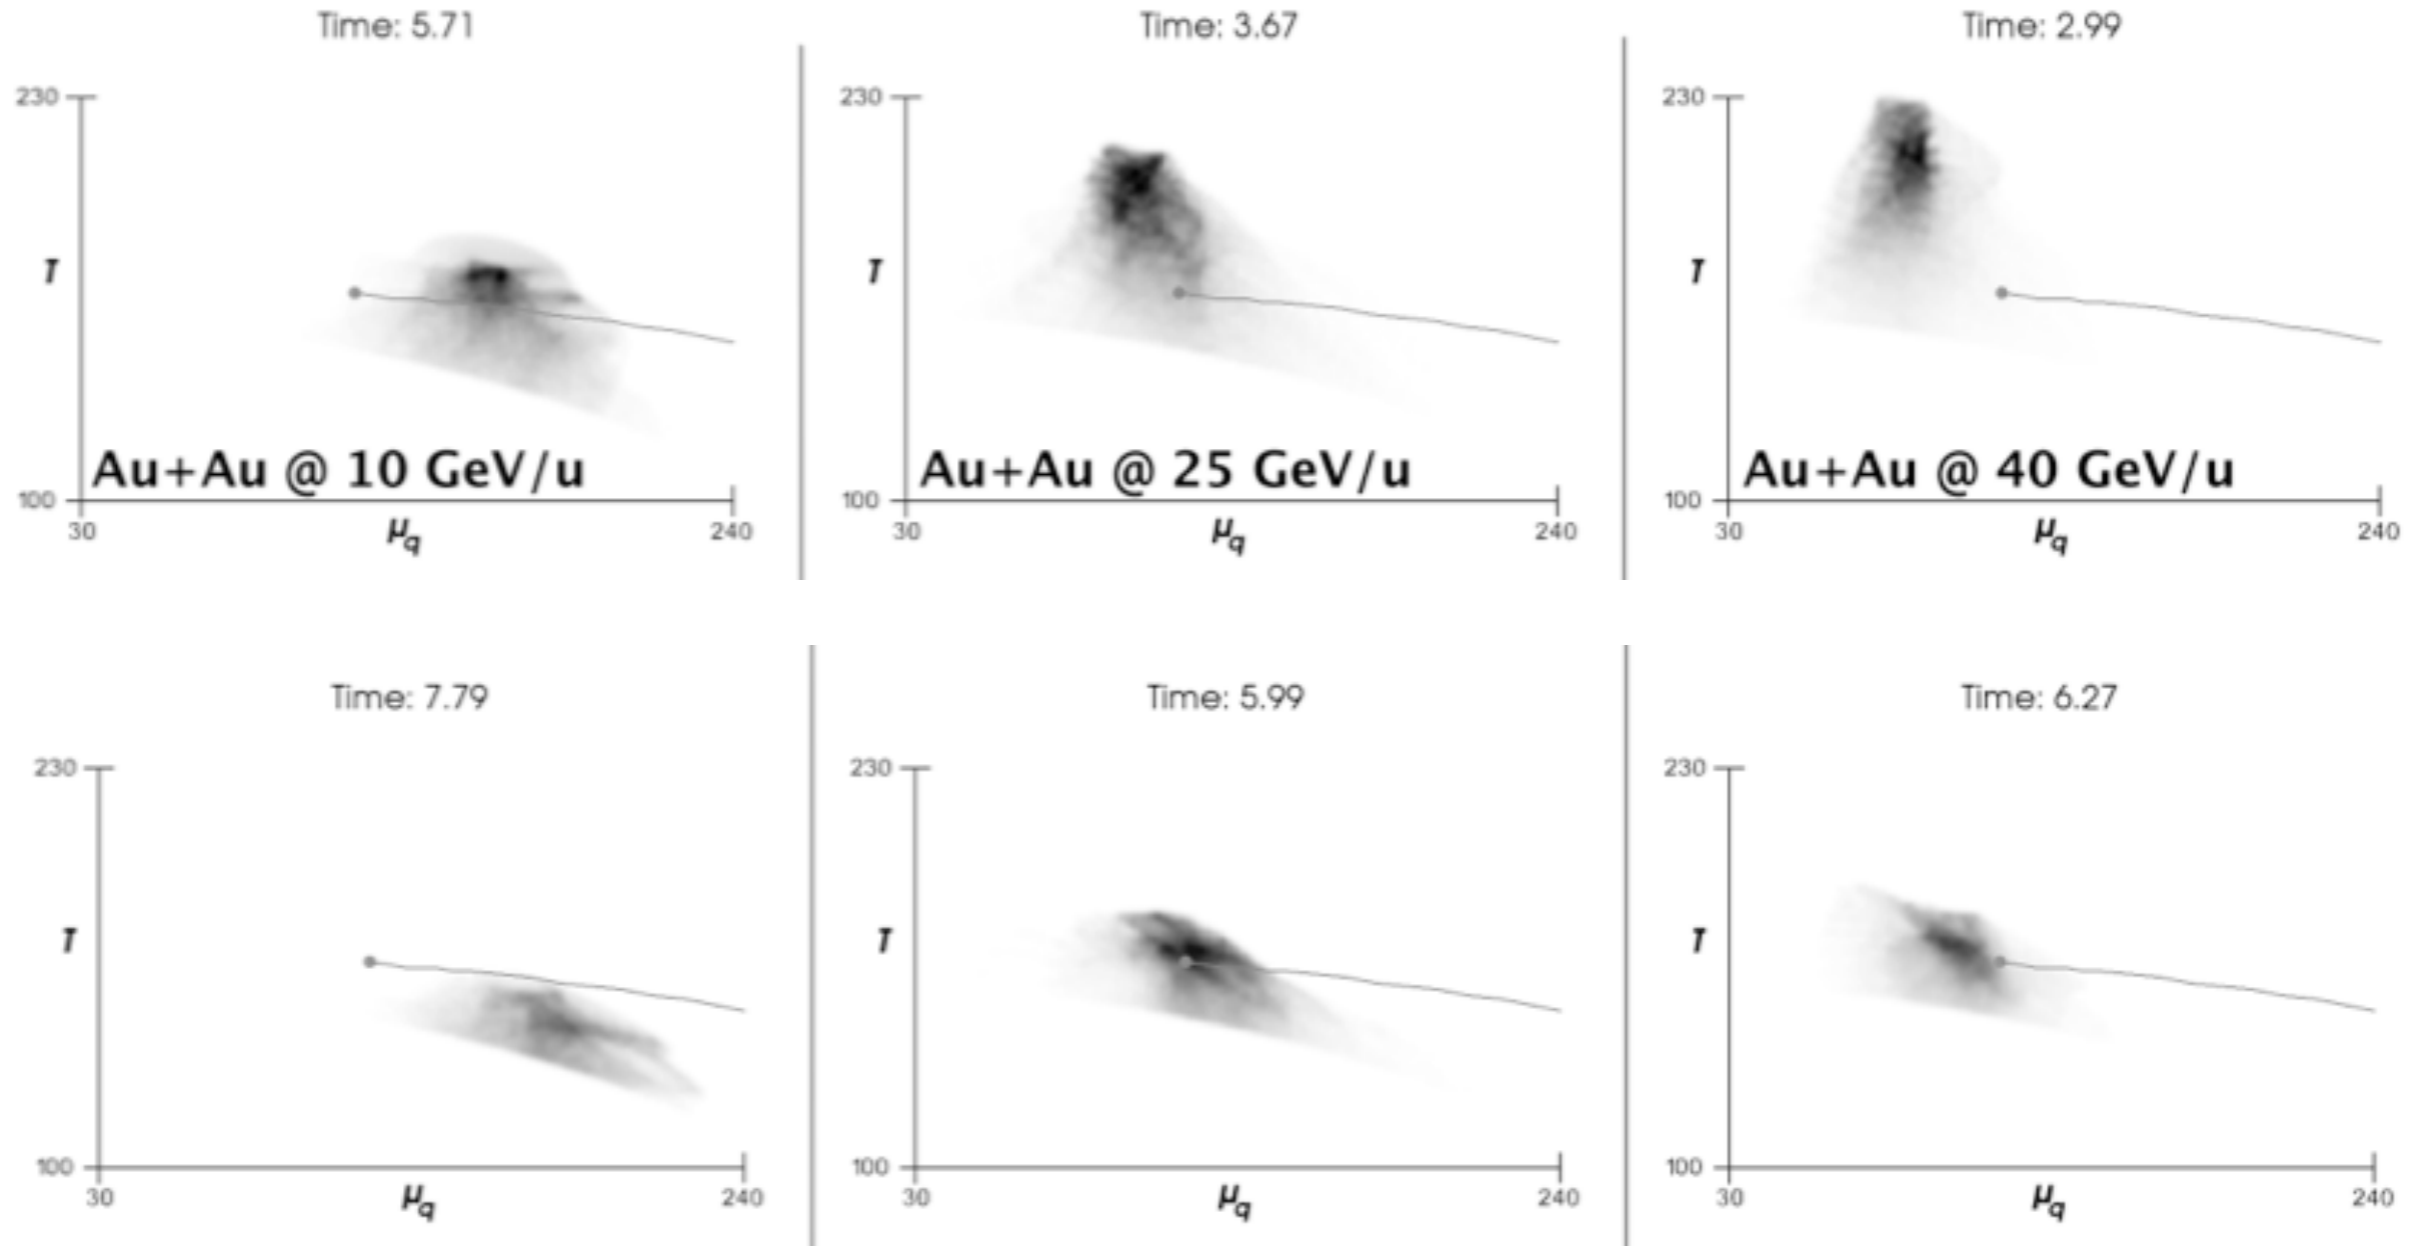 Time: 5.71
Time: 3.67
Time: 2.99
230
230
230
T
T
T
Au+Au @ 10 GeV/u
Au+Au @ 25 GeV/u
Au+Au @ 40 GeV/u
100
100
100
30
μq
240
30
μq
240
30
μq
240
Time: 7.79
Time: 5.99
Time: 6.27
230
230
230
T
T
T
100
100
100
30
μq
240
30
μq
240
30
μq
240